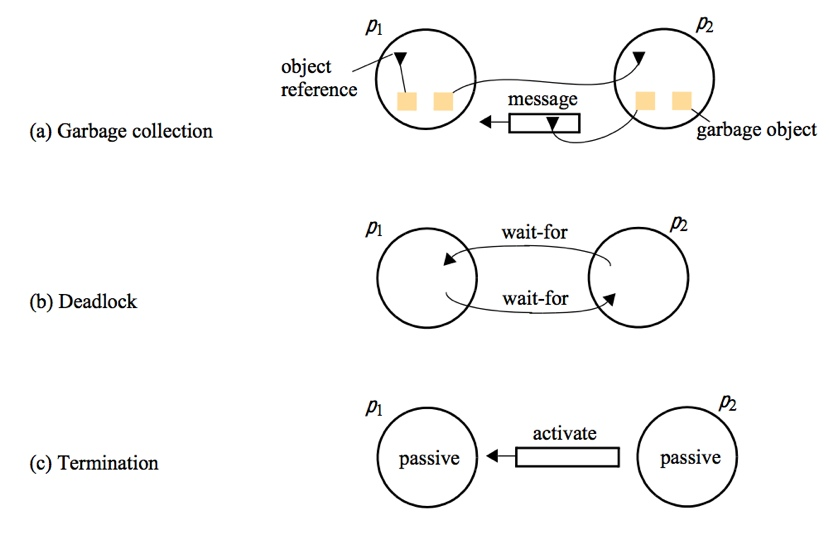 p1
p2
object
reference
message
(a) Garbage collection
garbage object
p1
p2
wait-for
wait-for
(b) Deadlock
p1
p2
activate
passive
passive
(c) Termination